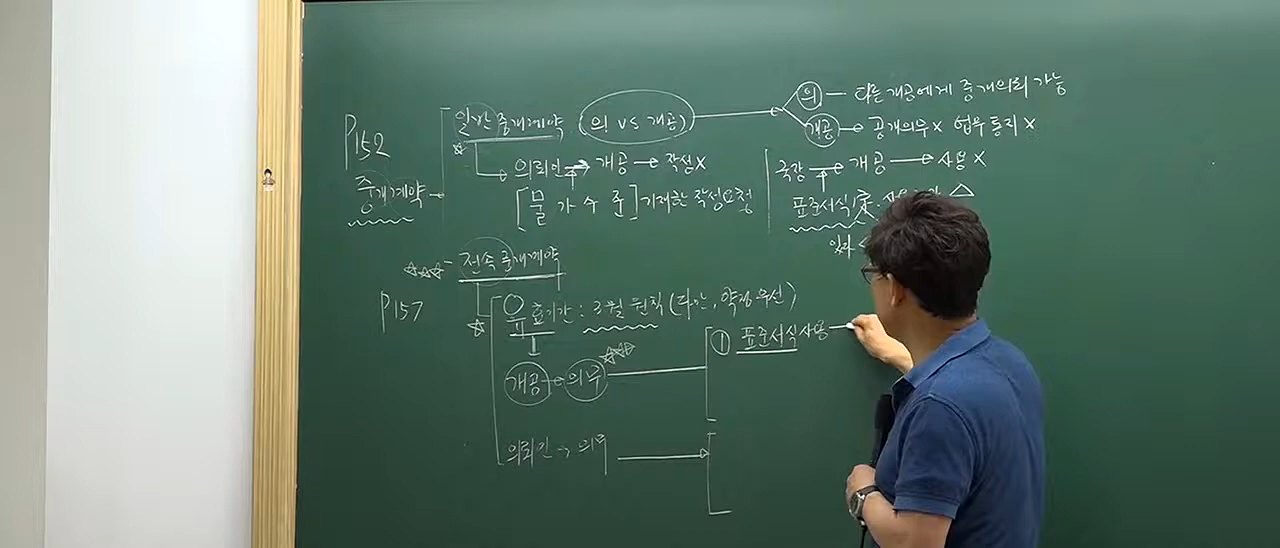 의 — 다른 개공에게 중개의뢰 가능
P152 일반중개계약 (의 vs 개공) 개공 → 공개의무 x 업무통지 x
의뢰인 → 개공 → 작성 x 국장 → 개공 → 사용 x
중개계약 [물 가 수 준] 기재한 작성요청 표준서식
있다
☆☆☆ 전속중개계약
P157 유효기간 : 3월 원칙 (다만, 약정우선)
① 표준서식 사용
개공 → 의무 ☆☆☆
의뢰인 → 의무